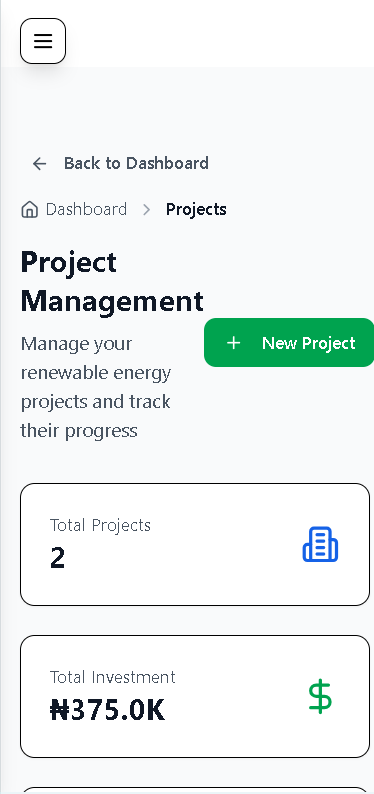 Back to Dashboard
Dashboard > Projects
Project
Management
Manage your
renewable energy
projects and track
their progress
New Project
Total Projects
2
Total Investment
₦375.0K